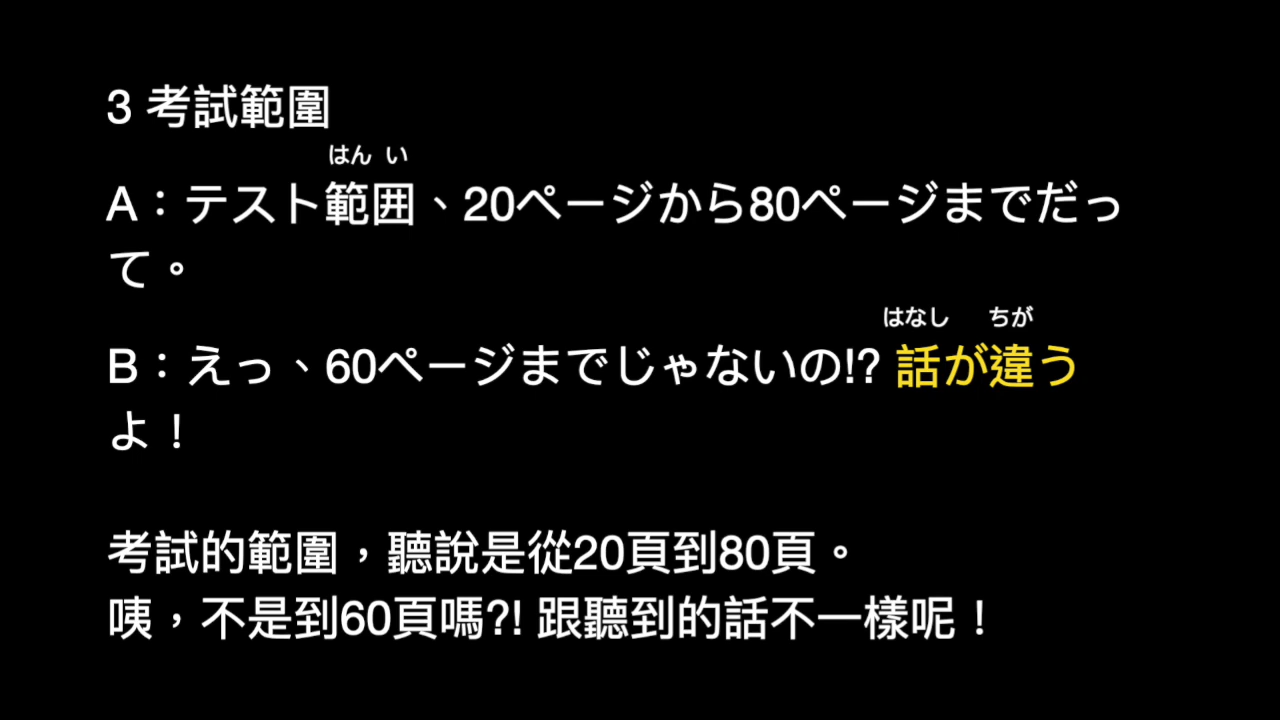 3 考試範圍
はん い
A：テスト範囲、20ページから80ページまでだっ
て。
はなし ちが
B：えっ、60ページまでじゃないの!? 話が違う
よ！
考試的範圍，聽說是從20頁到80頁。
咦，不是到60頁嗎?! 跟聽到的話不一樣呢！